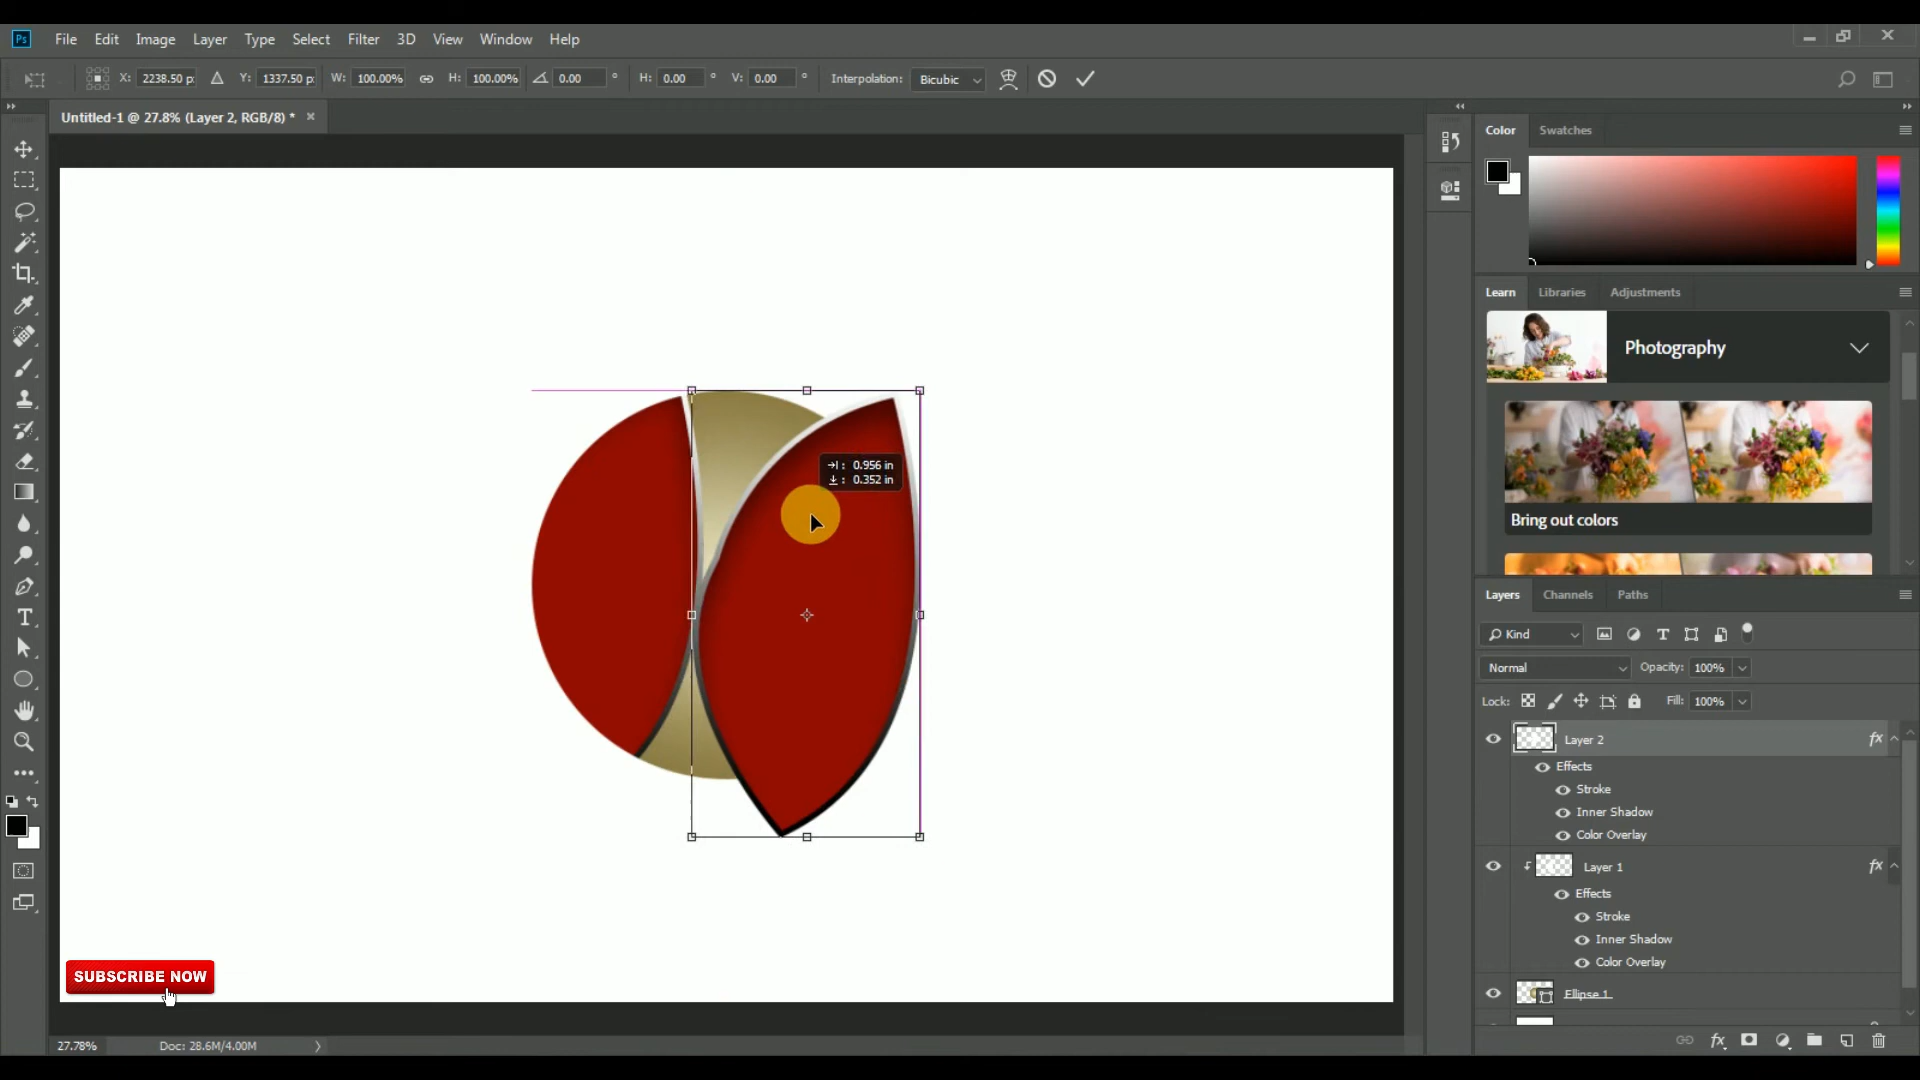 Ps File Edit Image Layer Type Select Filter 3D View Window Help
X: 2238.50 p: Y: 1337.50 p: W: 100.00% H: 100.00% 0.00 ° H: 0.00 ° V: 0.00 ° Interpolation: Bicubic
Untitled-1 @ 27.8% (Layer 2, RGB/8) *
Color Swatches
Learn Libraries Adjustments
Photography
Bring out colors
0.956 in
0.352 in
Layers Channels Paths
Kind
Normal Opacity: 100%
Lock: Fill: 100%
Layer 2 fx
Effects
Stroke
Inner Shadow
Color Overlay
Layer 1 fx
Effects
Stroke
Inner Shadow
Color Overlay
Ellipse 1
SUBSCRIBE NOW
27.78% Doc: 28.6M/4.00M
fx